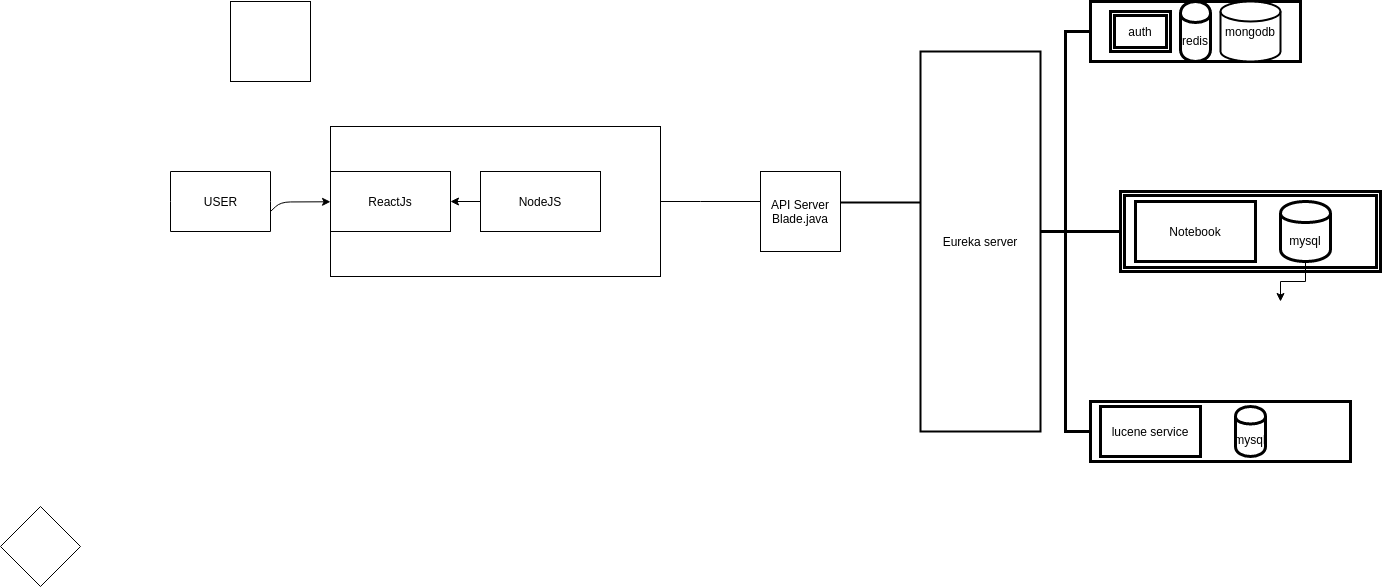 auth
redis
mongodb
USER
ReactJs
NodeJS
API Server
Blade.java
Eureka server
Notebook
mysql
lucene service
mysql